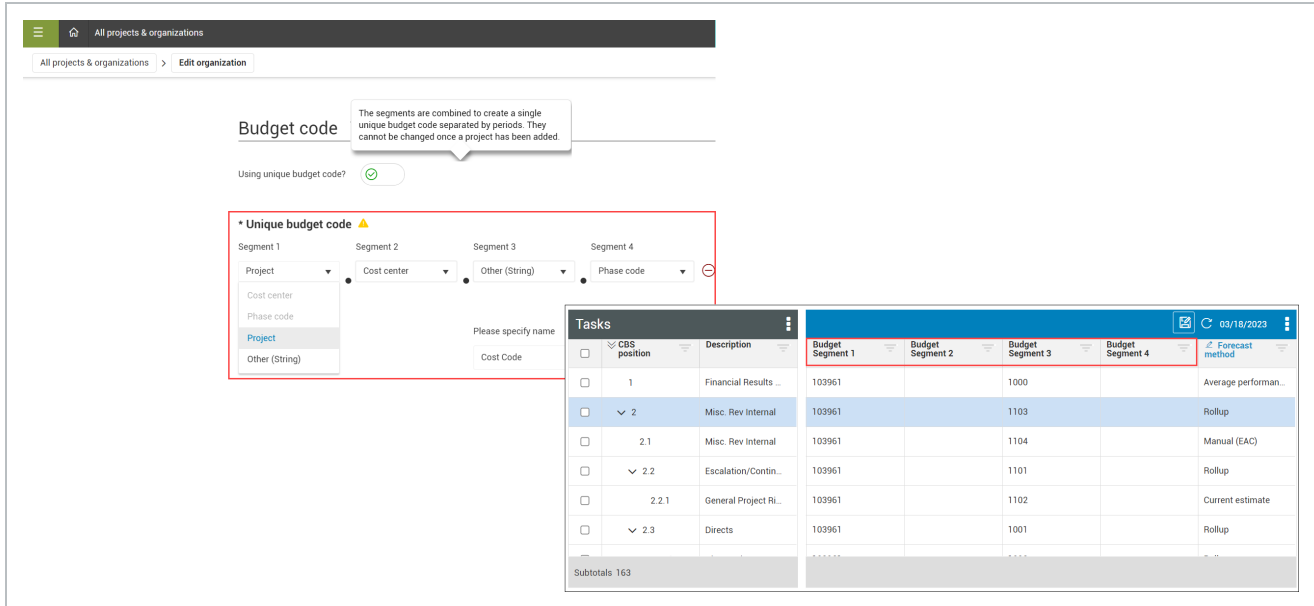 All projects & organizations
All projects & organizations > Edit organization
Budget code
The segments are combined to create a single
unique budget code separated by periods. They
cannot be changed once a project has been added.
Using unique budget code?
* Unique budget code
Segment 1 Segment 2 Segment 3 Segment 4
Project Cost center Other (String) Phase code
Cost center
Phase code
Project
Other (String)
Please specify name
Cost Code
Tasks 03/18/2023
CBS position Description Budget Segment 1 Budget Segment 2 Budget Segment 3 Budget Segment 4 Forecast method
1 Financial Results ... 103961 1000 Average performan...
2 Misc. Rev Internal 103961 1103 Rollup
2.1 Misc. Rev Internal 103961 1104 Manual (EAC)
2.2 Escalation/Contin... 103961 1101 Rollup
2.2.1 General Project Ri... 103961 1102 Current estimate
2.3 Directs 103961 1001 Rollup
Subtotals 163